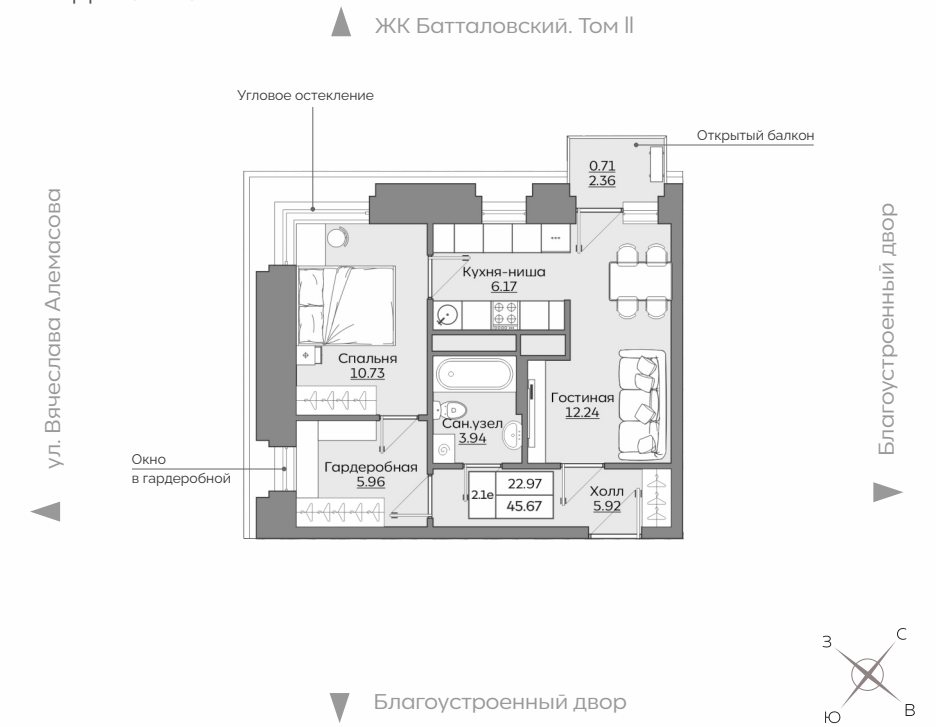 ЖК Батталовский. Том II
Угловое остекление
Открытый балкон
0.71
2.36
ул. Вячеслава Алемасова
Благоустроенный двор
Кухня-ниша
6.17
Спальня
10.73
Гостиная
12.24
Сан.узел
3.94
Окно
в гардеробной
Гардеробная
5.96
2.1е
22.97
45.67
Холл
5.92
Благоустроенный двор
З
С
Ю
В